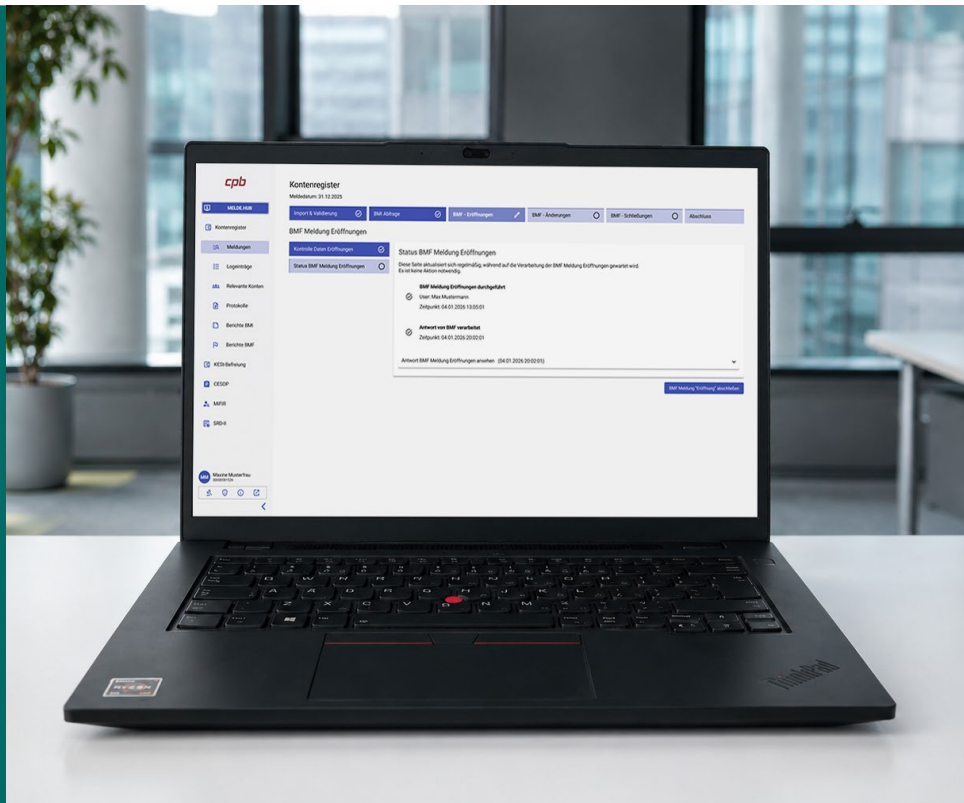 cpb
MELDE.HUB
Kontenregister
Meldungen
Logeinträge
Relevante Konten
Protokolle
Berichte BMI
Berichte BMF
KESt-Befreiung
CESOP
MiFIR
SRD-II
MM
Maxine Musterfrau
Kontenregister
Meldedatum: 31.12.2025
Import & Validierung
BMI Abfrage
BMF - Eröffnungen
BMF - Änderungen
BMF - Schließungen
Abschluss
BMF Meldung Eröffnungen
Kontrolle Daten Eröffnungen
Status BMF Meldung Eröffnungen
Status BMF Meldung Eröffnungen
Diese Seite aktualisiert sich regelmäßig, während auf die Verarbeitung der BMF Meldung Eröffnungen gewartet wird.
Es ist keine Aktion notwendig.
BMF Meldung Eröffnungen durchgeführt
User: Max Mustermann
Zeitpunkt: 04.01.2026 13:05:01
Antwort von BMF verarbeitet
Zeitpunkt: 04.01.2026 20:02:01
Antwort BMF Meldung Eröffnungen ansehen (04.01.2026 20:02:01)
BMF Meldung "Eröffnung" abschließen
RYZEN
ThinkPad